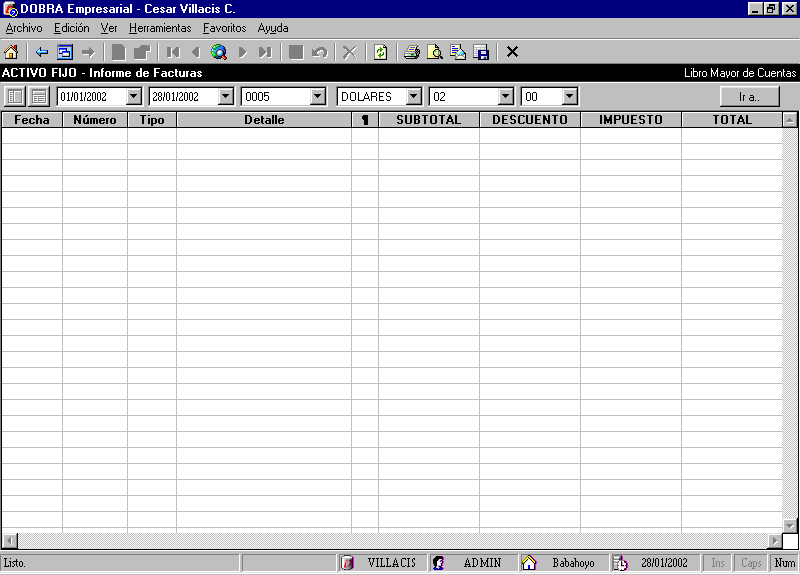 DOBRA Empresarial - Cesar Villacis C.
Archivo Edición Ver Herramientas Favoritos Ayuda
ACTIVO FIJO - Informe de Facturas Libro Mayor de Cuentas
01/01/2002 28/01/2002 0005 DOLARES 02 00 Ir a..
Fecha Número Tipo Detalle ¶ SUBTOTAL DESCUENTO IMPUESTO TOTAL
Listo. VILLACIS ADMIN Babahoyo 28/01/2002 Ins Caps Num